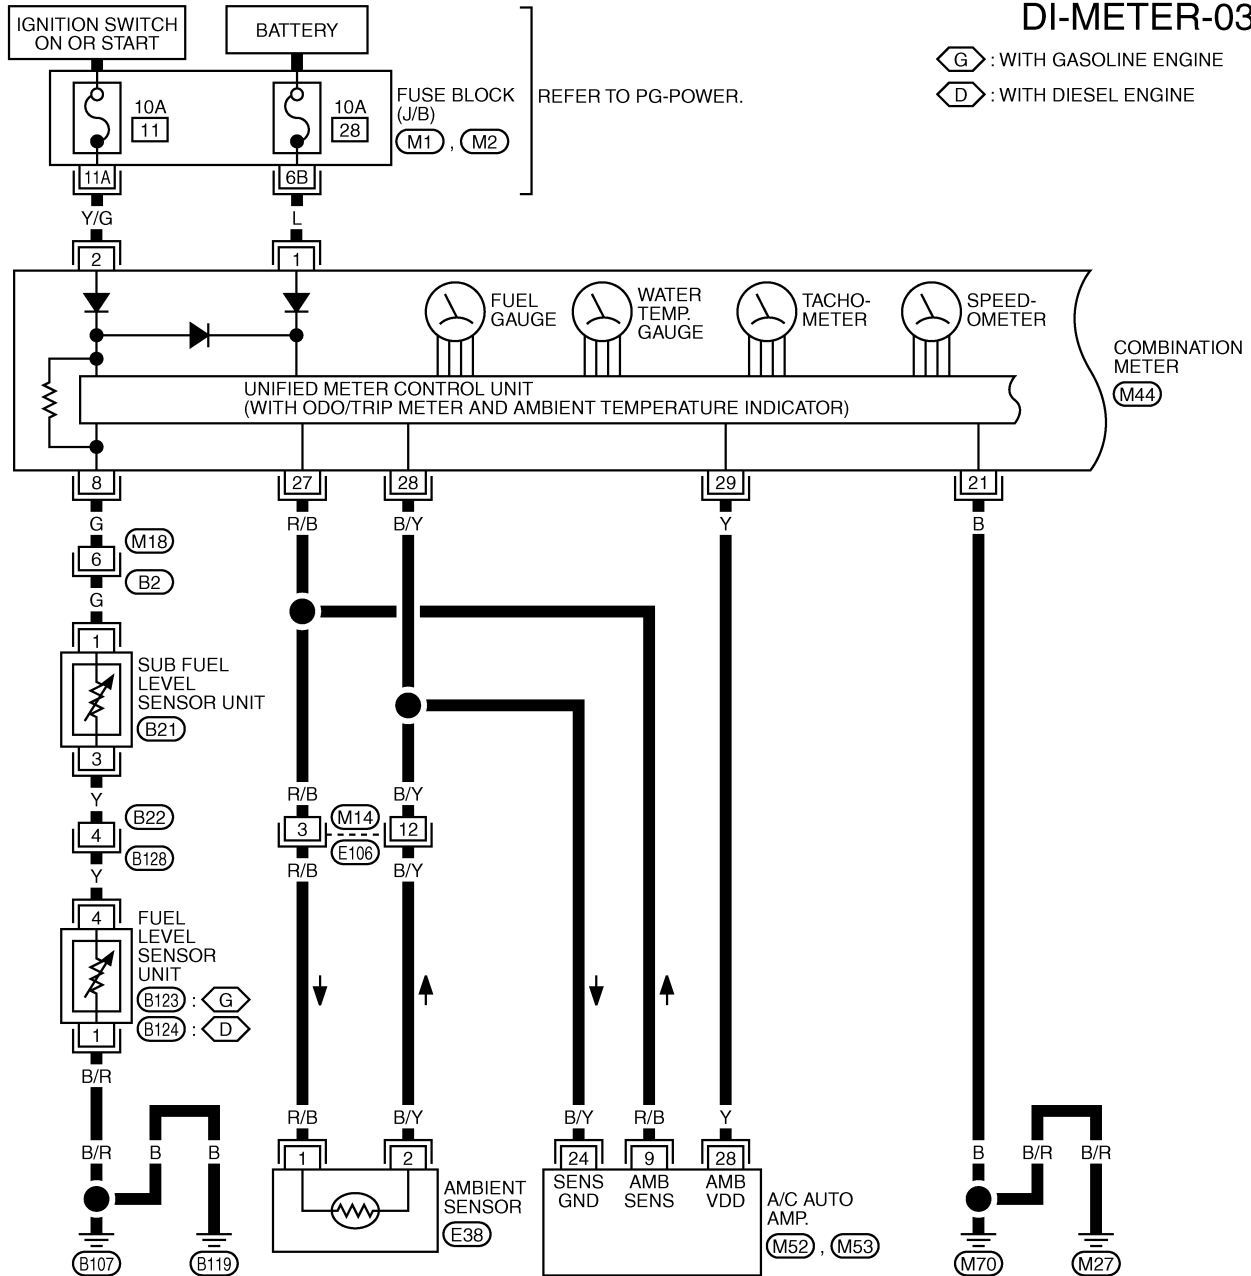 DI-METER-03
IGNITION SWITCH
ON OR START
BATTERY
G : WITH GASOLINE ENGINE
D : WITH DIESEL ENGINE
10A
11
10A
28
FUSE BLOCK
(J/B)
M1 , M2
REFER TO PG-POWER.
11A
6B
Y/G
L
2
1
FUEL
GAUGE
WATER
TEMP.
GAUGE
TACHO-
METER
SPEED-
OMETER
COMBINATION
METER
M44
UNIFIED METER CONTROL UNIT
(WITH ODO/TRIP METER AND AMBIENT TEMPERATURE INDICATOR)
8
27
28
29
21
G
R/B
B/Y
Y
B
M18
6
B2
G
1
SUB FUEL
LEVEL
SENSOR UNIT
B21
3
Y
B22
4
B128
Y
R/B
B/Y
3
M14
12
E106
R/B
B/Y
4
FUEL
LEVEL
SENSOR
UNIT
B123 : G
B124 : D
1
B/R
B/R
B
B
B107
B119
R/B
B/Y
B/Y
R/B
Y
1
2
24
9
28
AMBIENT
SENSOR
E38
SENS
GND
AMB
SENS
AMB
VDD
A/C AUTO
AMP.
M52 , M53
B
B/R
B/R
M70
M27